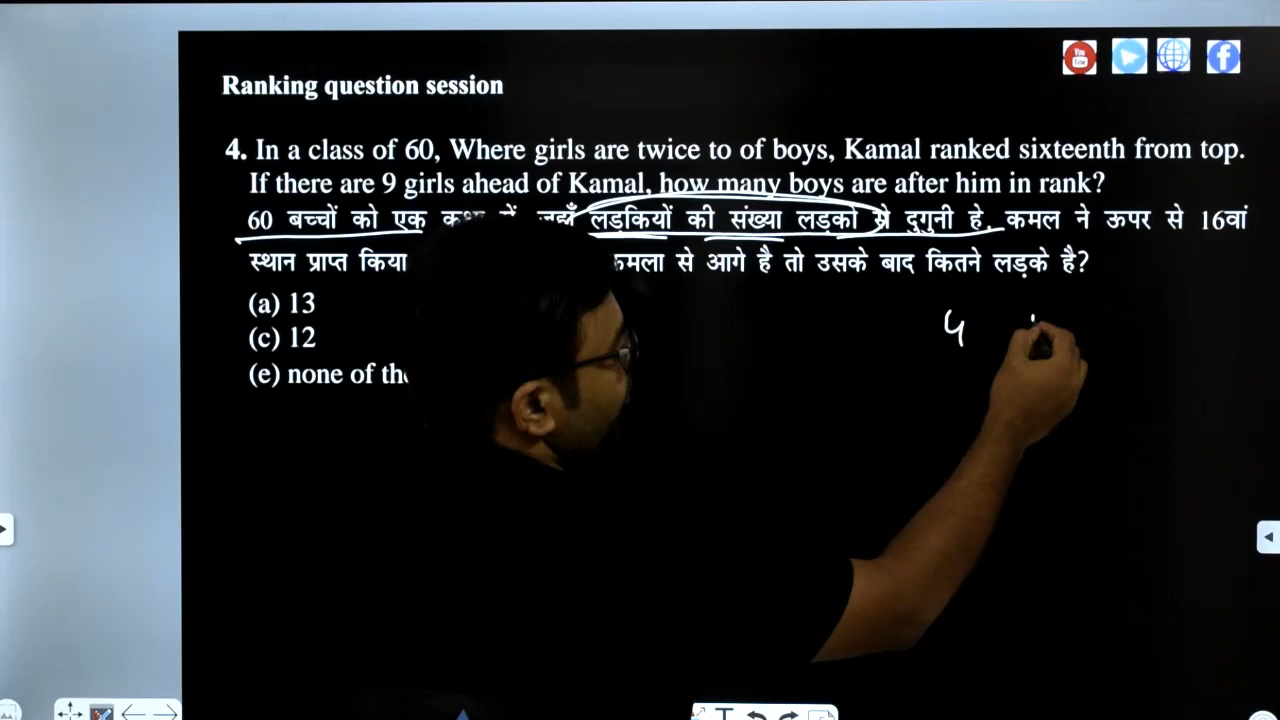 Ranking question session
4. In a class of 60, Where girls are twice to of boys, Kamal ranked sixteenth from top.
If there are 9 girls ahead of Kamal, how many boys are after him in rank?
60 बच्चों को एक लड़कियों की संख्या लड़को से दुगुनी हे. कमल ने ऊपर से 16वां
स्थान प्राप्त किया से आगे है तो उसके बाद कितने लड़के है?
(a) 13
(c) 12
(e) none of